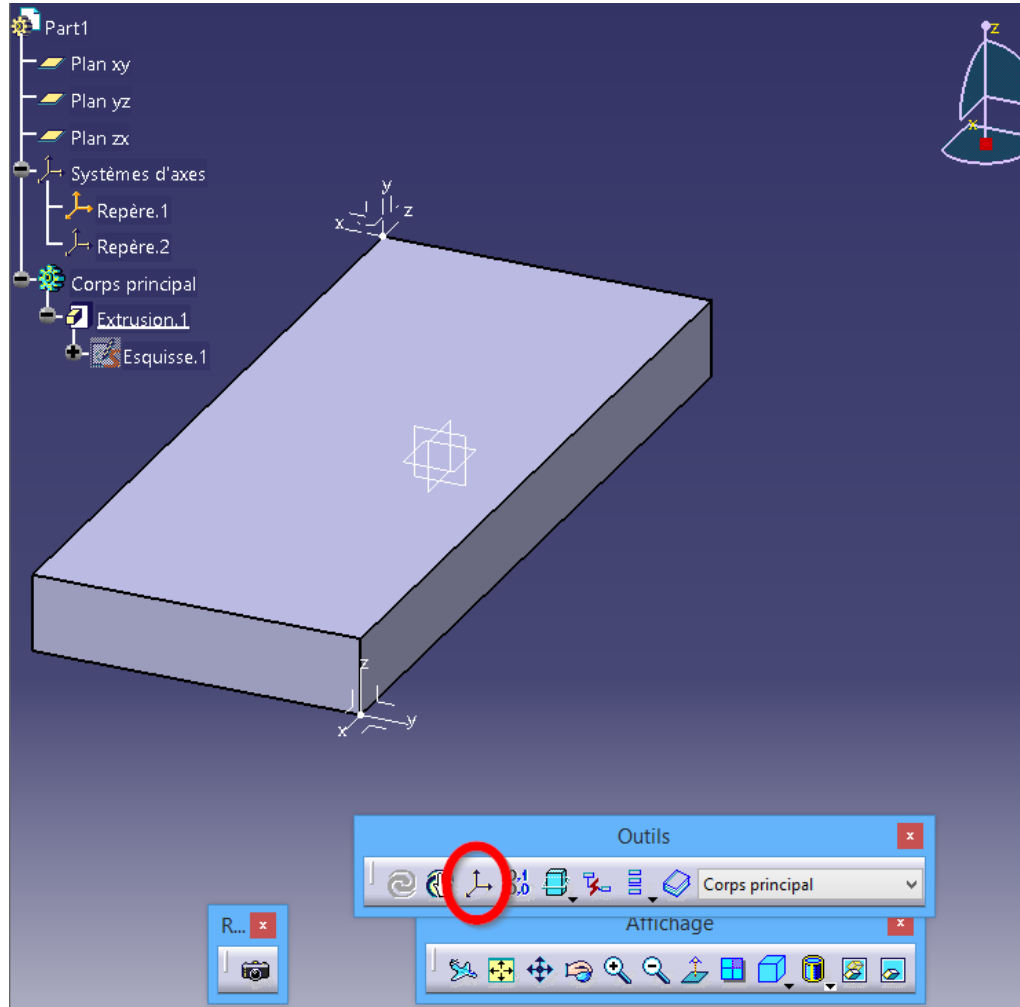 Part1
Plan xy
Plan yz
Plan zx
Systèmes d'axes
Repère.1
Repère.2
Corps principal
Extrusion.1
Esquisse.1
z
x
y
x
z
z
x
y
Outils
x
Corps principal
R...
x
Affichage
x